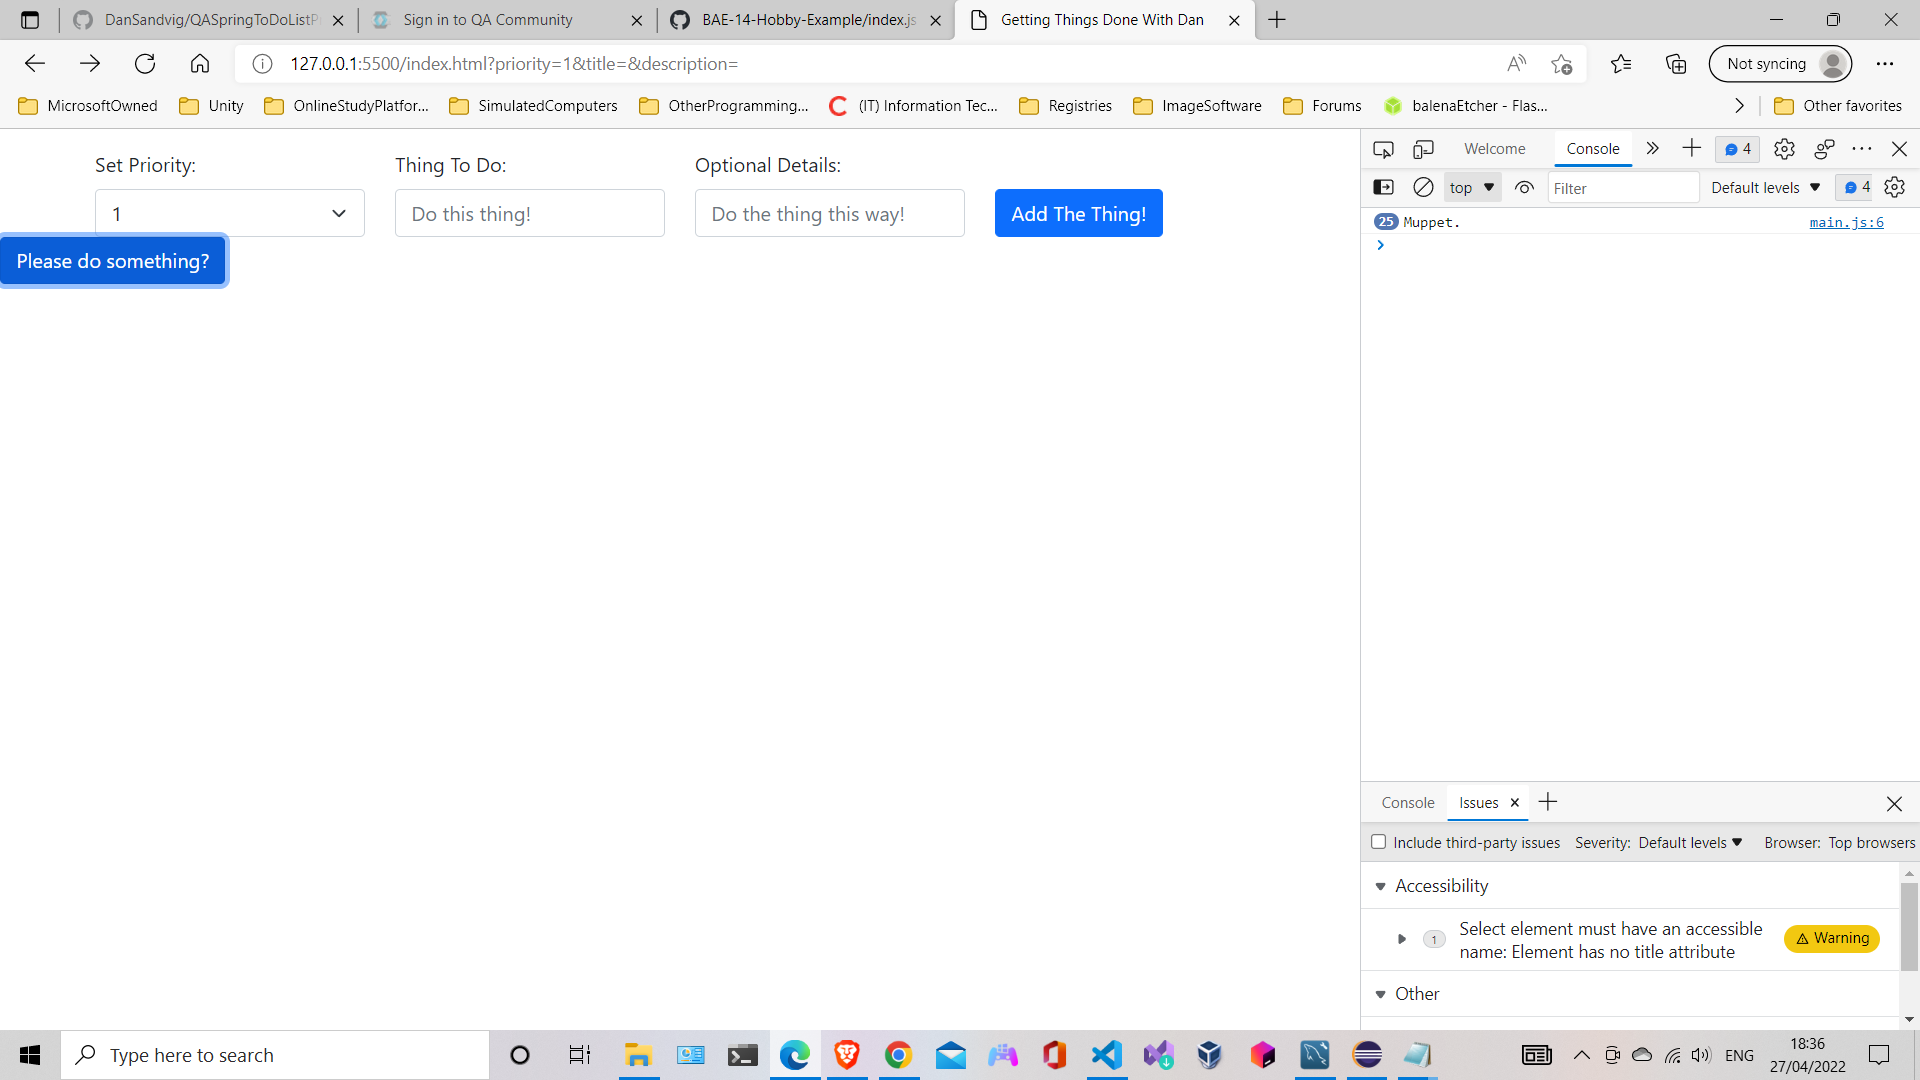 DanSandvig/QASpringToDoListP
Sign in to QA Community
BAE-14-Hobby-Example/index.js
Getting Things Done With Dan
127.0.0.1:5500/index.html?priority=1&title=&description=
Not syncing
MicrosoftOwned
Unity
OnlineStudyPlatfor...
SimulatedComputers
OtherProgramming...
(IT) Information Tec...
Registries
ImageSoftware
Forums
balenaEtcher - Flas...
Other favorites
Set Priority:
Thing To Do:
Optional Details:
1
Do this thing!
Do the thing this way!
Add The Thing!
Please do something?
Welcome
Console
4
top
Filter
Default levels
4
25 Muppet.
main.js:6
Console
Issues
Include third-party issues
Severity: Default levels
Browser: Top browsers
Accessibility
1
Select element must have an accessible
name: Element has no title attribute
Warning
Other
Type here to search
ENG
18:36
27/04/2022